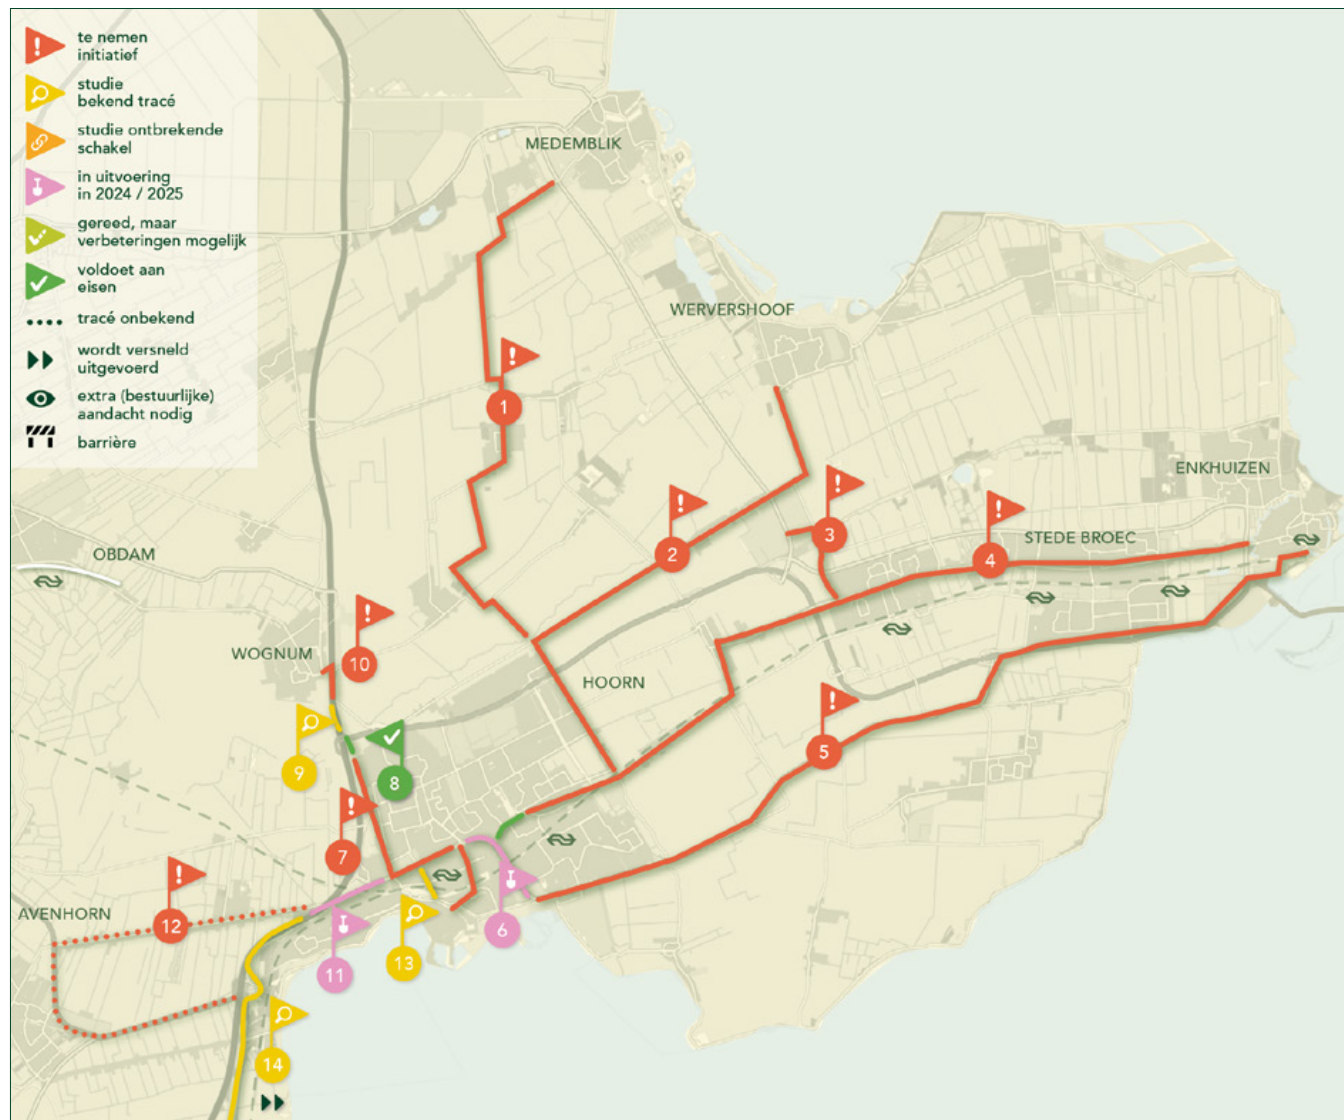 te nemen
initiatief
studie
bekend tracé
studie ontbrekende
schakel
in uitvoering
in 2024 / 2025
gereed, maar
verbeteringen mogelijk
voldoet aan
eisen
tracé onbekend
wordt versneld
uitgevoerd
extra (bestuurlijke)
aandacht nodig
barrière
MEDEMBLIK
WERVERSHOOF
1
ENKHUIZEN
2
3
STEDE BROEC
4
OBDAM
WOGNUM
10
HOORN
5
9
8
7
AVENHORN
12
6
11
13
14